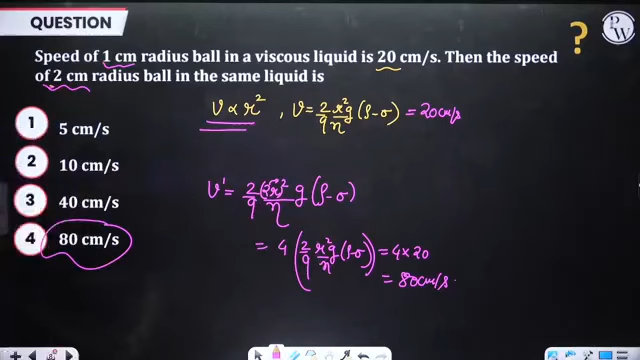 QUESTION
?
Speed of 1 cm radius ball in a viscous liquid is 20 cm/s. Then the speed
of 2 cm radius ball in the same liquid is
V ∝ r² , V = 2/9 r²g/η (ρ-σ) = 20cm/s
1 5 cm/s
2 10 cm/s
V' = 2/9 (2r)²/η g (ρ-σ)
3 40 cm/s
4 80 cm/s
= 4 (2/9 r²g/η (ρ-σ)) = 4×20
= 80cm/s.